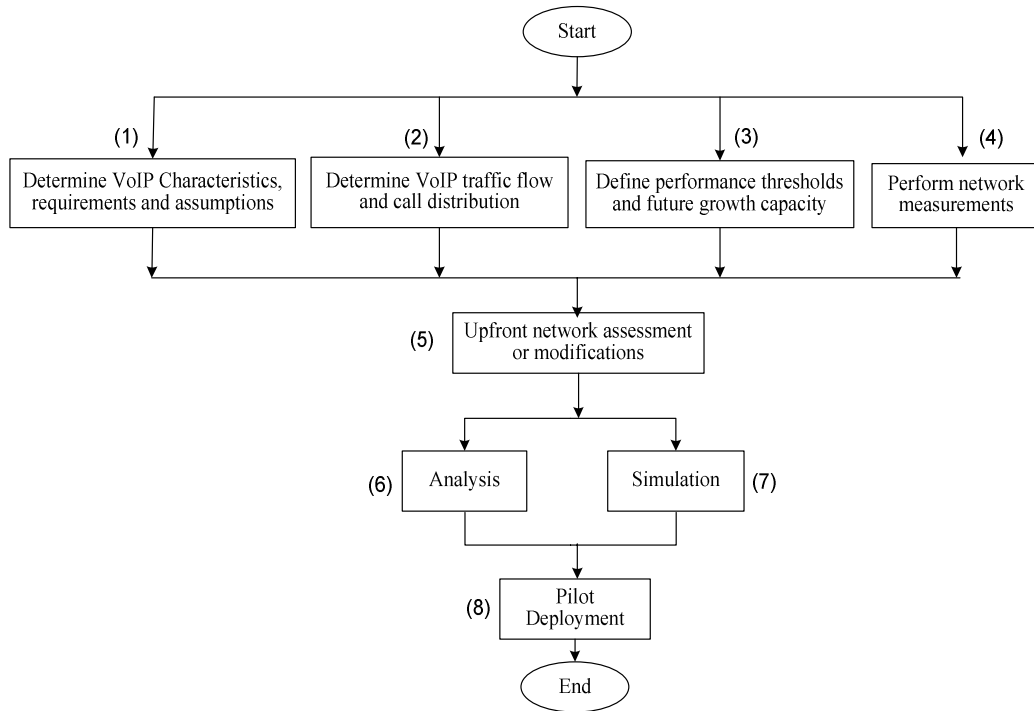 Start
(1)
(2)
(3)
(4)
Determine VoIP Characteristics,
requirements and assumptions
Determine VoIP traffic flow
and call distribution
Define performance thresholds
and future growth capacity
Perform network
measurements
(5)
Upfront network assessment
or modifications
(6)
Analysis
Simulation
(7)
(8)
Pilot
Deployment
End